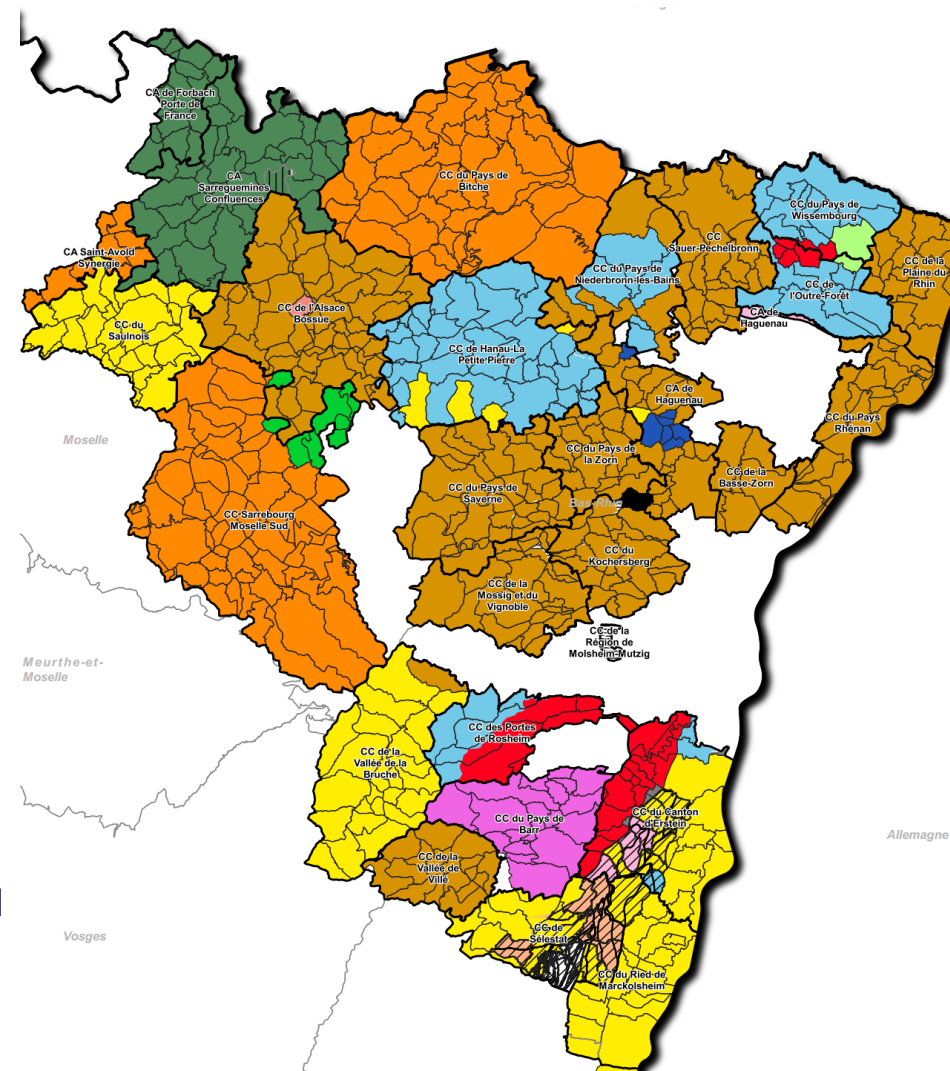 CA de Forbach
Porte de
France
CA
Sarreguemines
Confluences
CC du Pays de
Bitche
CC du Pays de
Wissembourg
CC
Sauer-Pechelbronn
CA Saint-Avold
Synergie
CC de la
Plaine du
Rhin
CC du Pays de
Niederbronn-les-Bains
CC de
l'Outre-Forêt
CC de l'Alsace
Bossue
CA de
Haguenau
CC du
Saulnois
CC de Hanau-La
Petite Pierre
CA de
Haguenau
CC du Pays
Rhénan
Moselle
CC du Pays de
la Zorn
CC de la
Basse-Zorn
CC du Pays de
Saverne
Bas-Rhin
CC Sarrebourg
Moselle Sud
CC du
Kochersberg
CC de la
Mossig et du
Vignoble
CC de la
Région de
Molsheim-Mutzig
Meurthe-et-
Moselle
CC des Portes
de Rosheim
CC de la
Vallée de la
Bruche
CC du Canton
d'Erstein
CC du Pays de
Barr
Allemagne
CC de la
Vallée de
Villé
Vosges
CC de
Sélestat
CC du Ried de
Marckolsheim